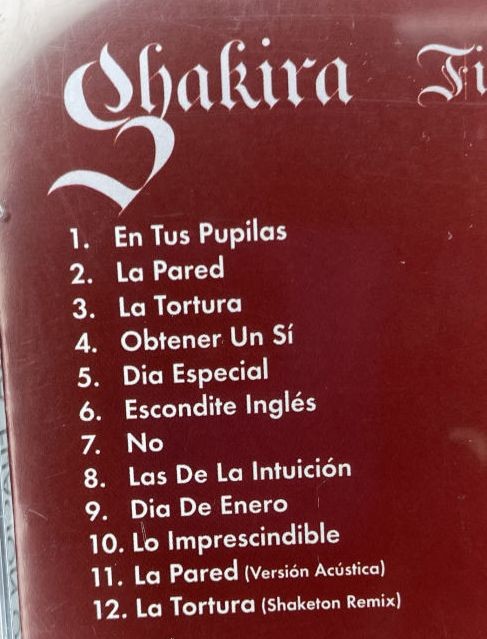 Shakira Fi
1. En Tus Pupilas
2. La Pared
3. La Tortura
4. Obtener Un Sí
5. Dia Especial
6. Escondite Inglés
7. No
8. Las De La Intuición
9. Dia De Enero
10. Lo Imprescindible
11. La Pared (Versión Acústica)
12. La Tortura (Shaketon Remix)